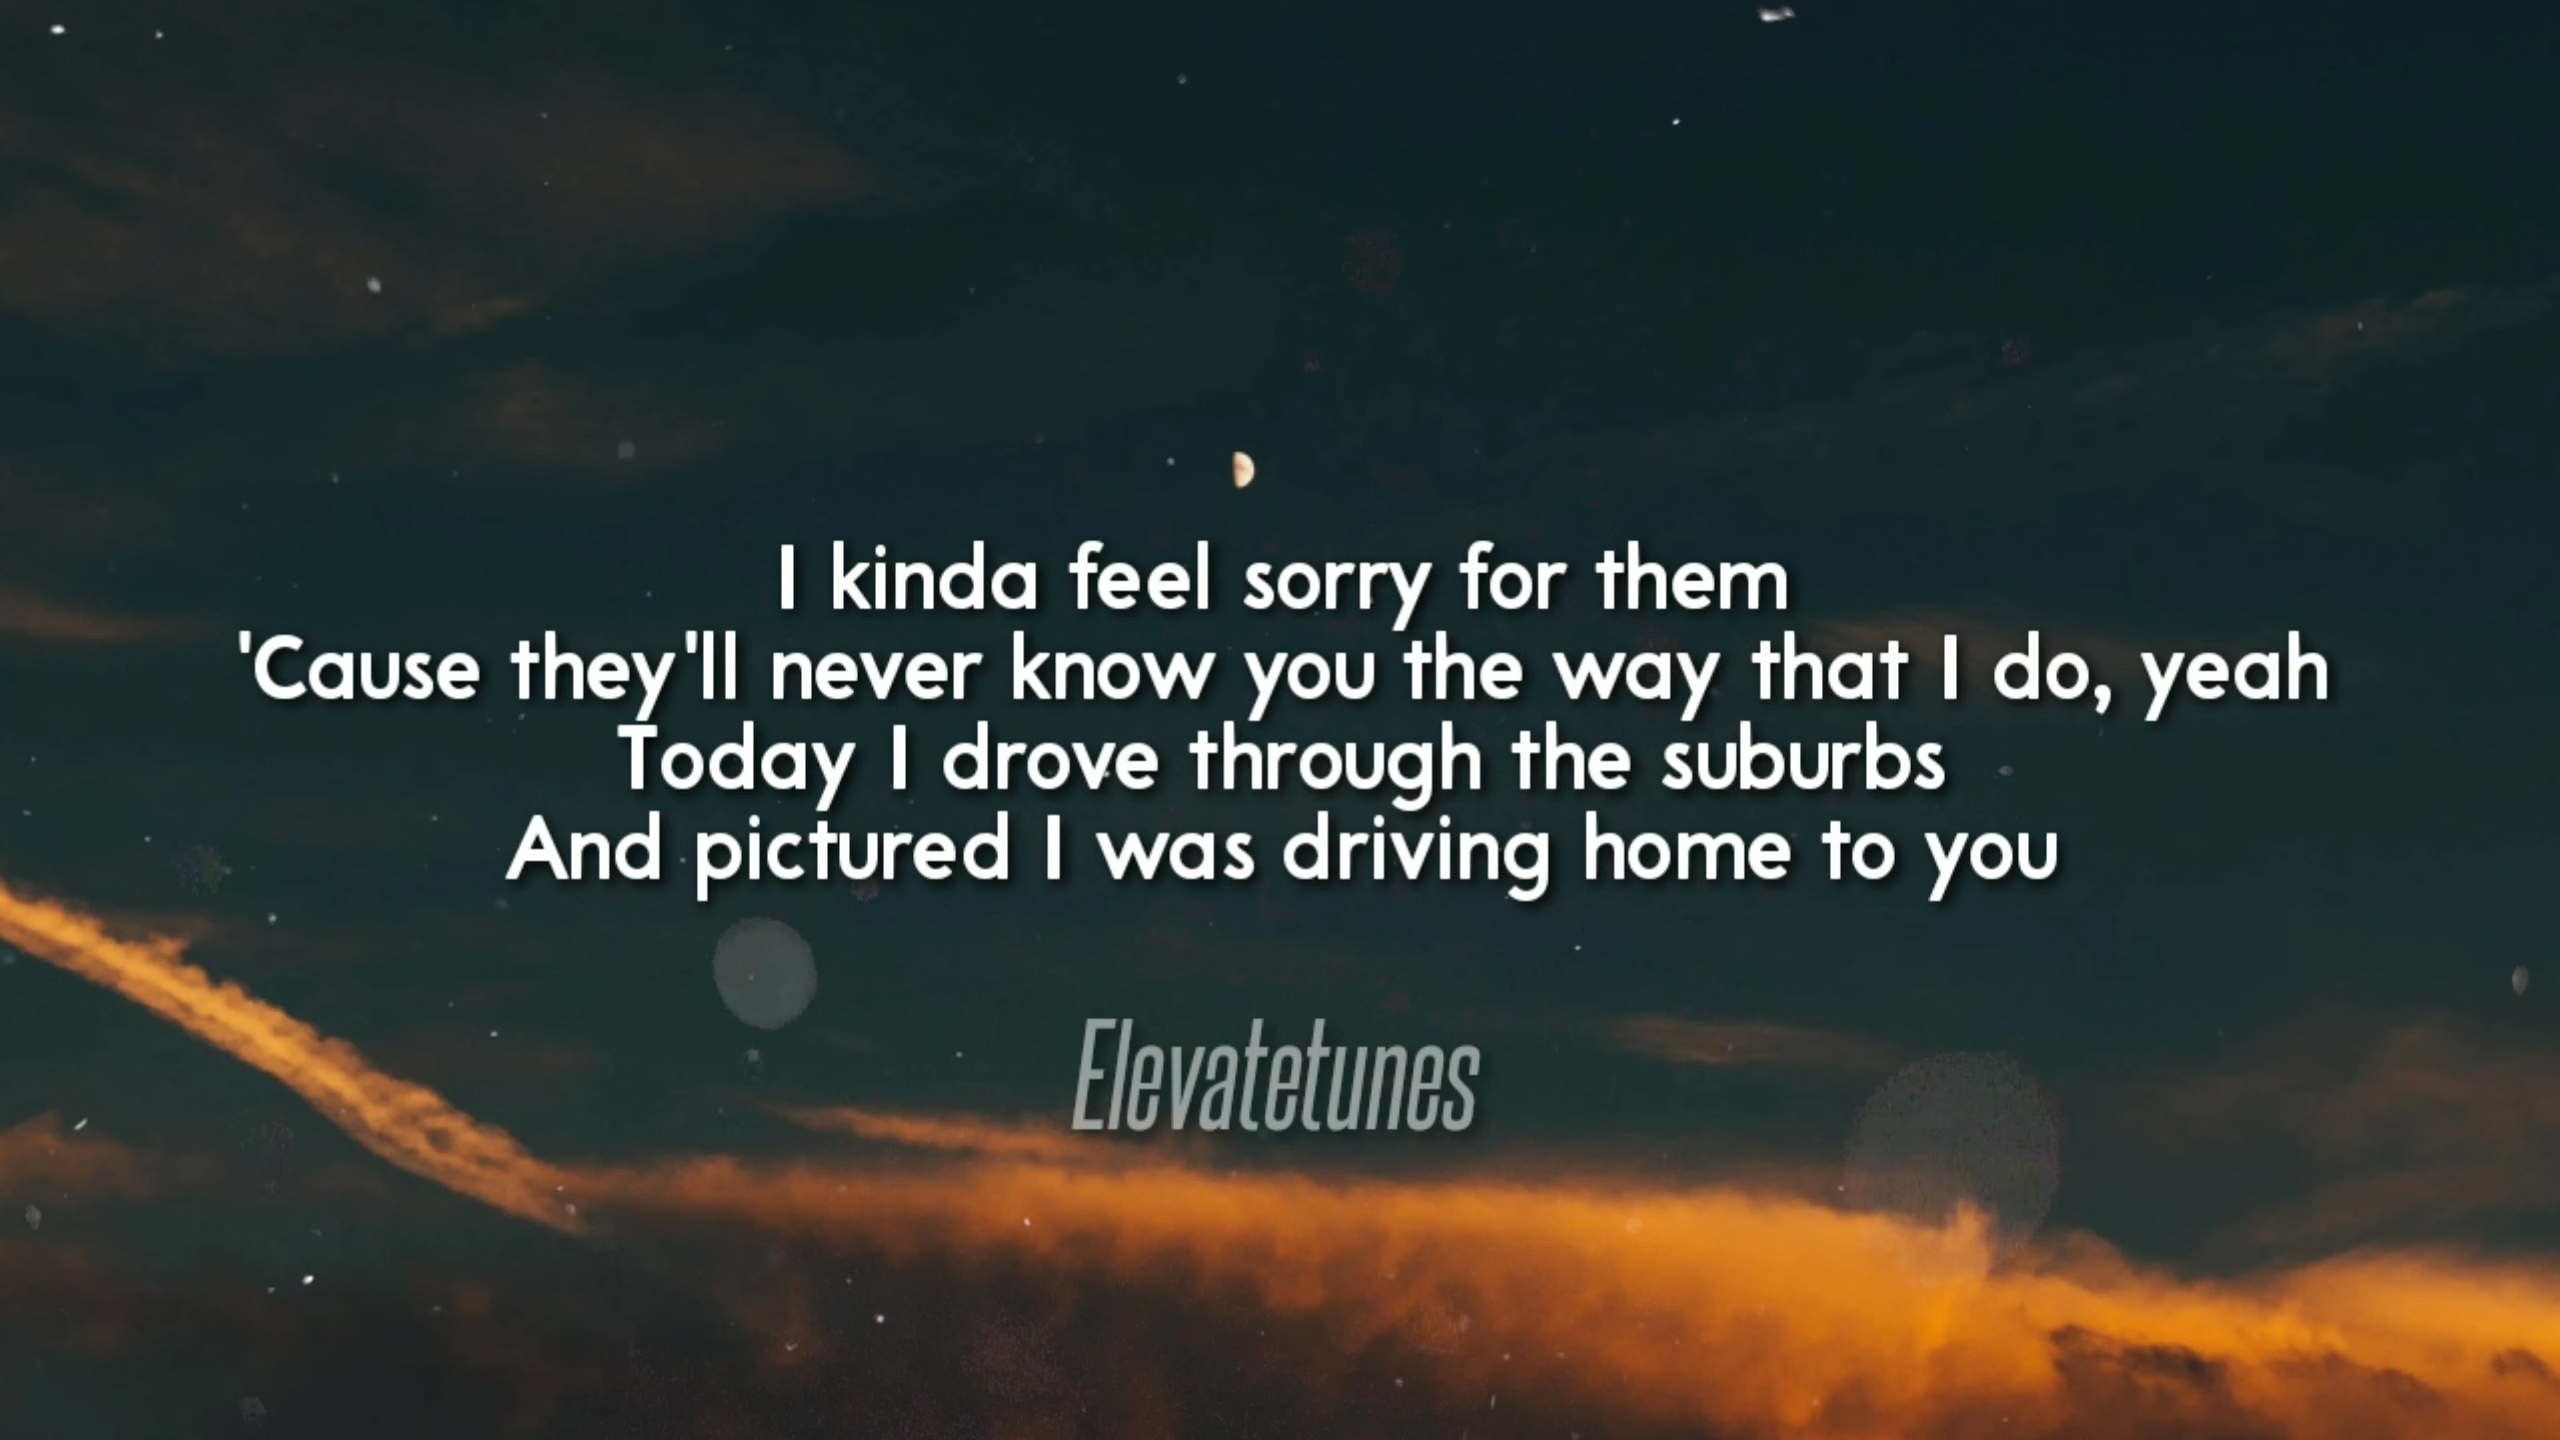 I kinda feel sorry for them
'Cause they'll never know you the way that I do, yeah
Today I drove through the suburbs
And pictured I was driving home to you
Elevatetunes